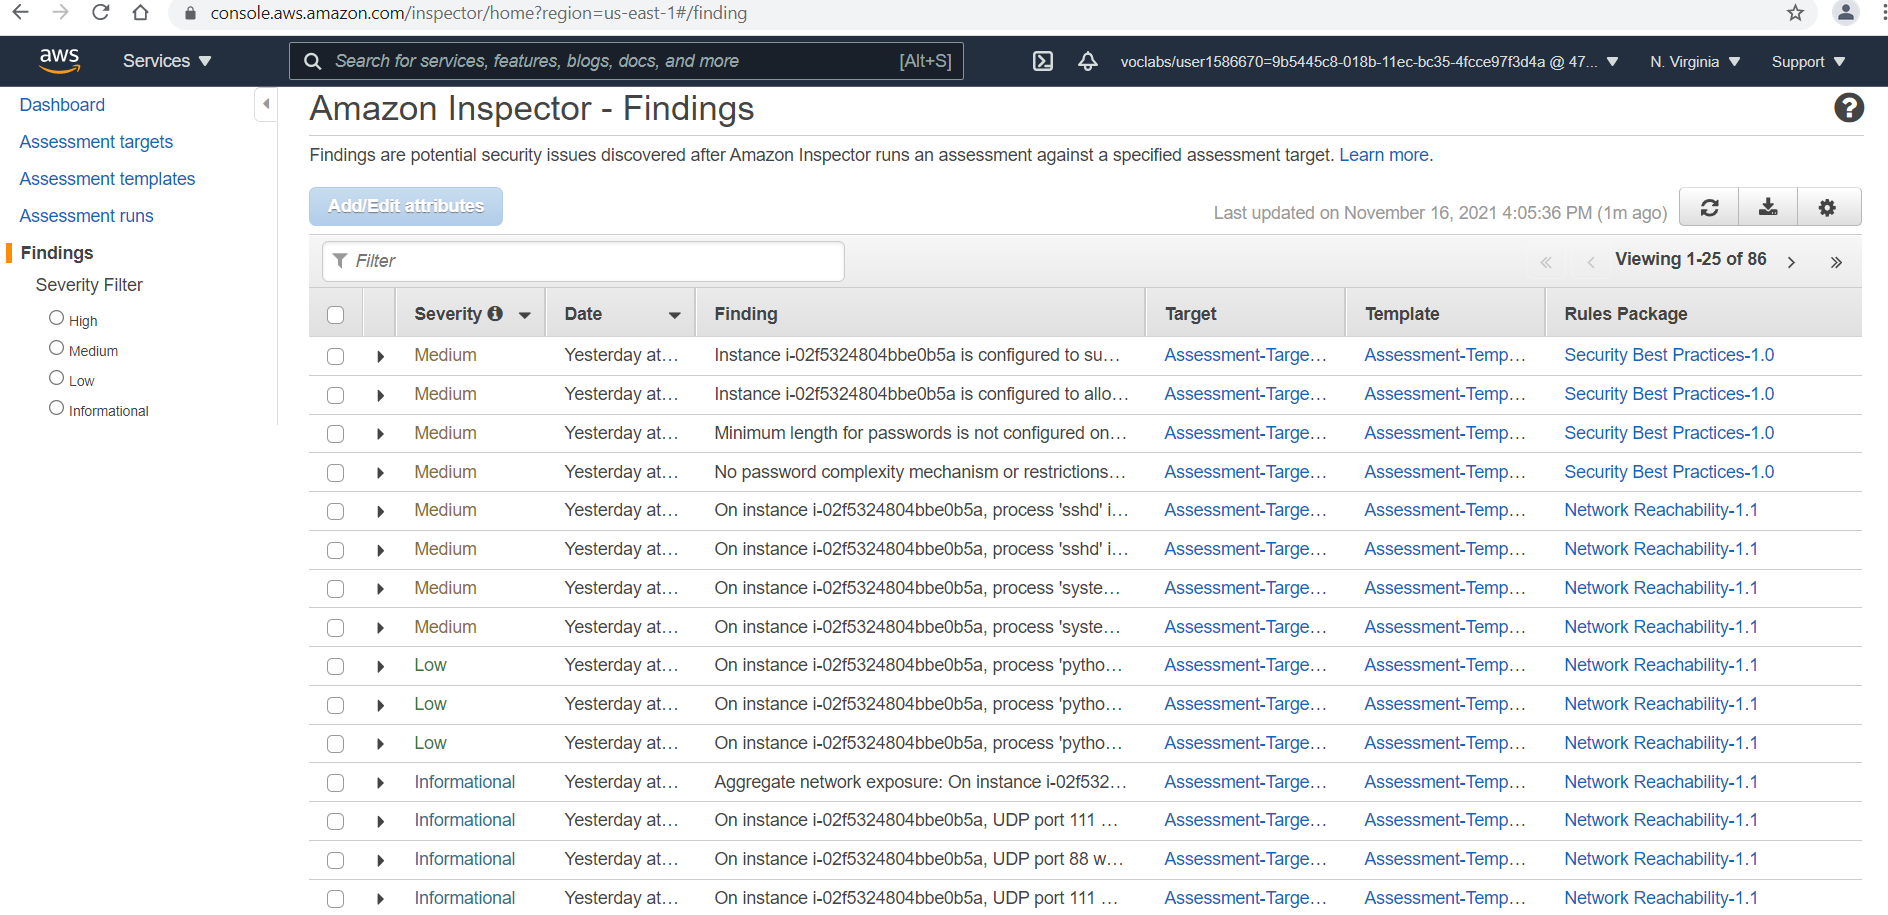 console.aws.amazon.com/inspector/home?region=us-east-1#/finding
aws Services ▼ Search for services, features, blogs, docs, and more [Alt+S] voclabs/user1586670=9b5445c8-018b-11ec-bc35-4fcce97f3d4a @ 47... ▼ N. Virginia ▼ Support ▼
Dashboard
Assessment targets
Assessment templates
Assessment runs
Findings
Severity Filter
High
Medium
Low
Informational
Amazon Inspector - Findings
Findings are potential security issues discovered after Amazon Inspector runs an assessment against a specified assessment target. Learn more.
Add/Edit attributes Last updated on November 16, 2021 4:05:36 PM (1m ago)
Filter « ‹ Viewing 1-25 of 86 › »
Severity Date Finding Target Template Rules Package
Medium Yesterday at... Instance i-02f5324804bbe0b5a is configured to su... Assessment-Targe... Assessment-Temp... Security Best Practices-1.0
Medium Yesterday at... Instance i-02f5324804bbe0b5a is configured to allo... Assessment-Targe... Assessment-Temp... Security Best Practices-1.0
Medium Yesterday at... Minimum length for passwords is not configured on... Assessment-Targe... Assessment-Temp... Security Best Practices-1.0
Medium Yesterday at... No password complexity mechanism or restrictions... Assessment-Targe... Assessment-Temp... Security Best Practices-1.0
Medium Yesterday at... On instance i-02f5324804bbe0b5a, process 'sshd' i... Assessment-Targe... Assessment-Temp... Network Reachability-1.1
Medium Yesterday at... On instance i-02f5324804bbe0b5a, process 'sshd' i... Assessment-Targe... Assessment-Temp... Network Reachability-1.1
Medium Yesterday at... On instance i-02f5324804bbe0b5a, process 'syste... Assessment-Targe... Assessment-Temp... Network Reachability-1.1
Medium Yesterday at... On instance i-02f5324804bbe0b5a, process 'syste... Assessment-Targe... Assessment-Temp... Network Reachability-1.1
Low Yesterday at... On instance i-02f5324804bbe0b5a, process 'pytho... Assessment-Targe... Assessment-Temp... Network Reachability-1.1
Low Yesterday at... On instance i-02f5324804bbe0b5a, process 'pytho... Assessment-Targe... Assessment-Temp... Network Reachability-1.1
Low Yesterday at... On instance i-02f5324804bbe0b5a, process 'pytho... Assessment-Targe... Assessment-Temp... Network Reachability-1.1
Informational Yesterday at... Aggregate network exposure: On instance i-02f532... Assessment-Targe... Assessment-Temp... Network Reachability-1.1
Informational Yesterday at... On instance i-02f5324804bbe0b5a, UDP port 111 ... Assessment-Targe... Assessment-Temp... Network Reachability-1.1
Informational Yesterday at... On instance i-02f5324804bbe0b5a, UDP port 88 w... Assessment-Targe... Assessment-Temp... Network Reachability-1.1
Informational Yesterday at... On instance i-02f5324804bbe0b5a, UDP port 111 ... Assessment-Targe... Assessment-Temp... Network Reachability-1.1